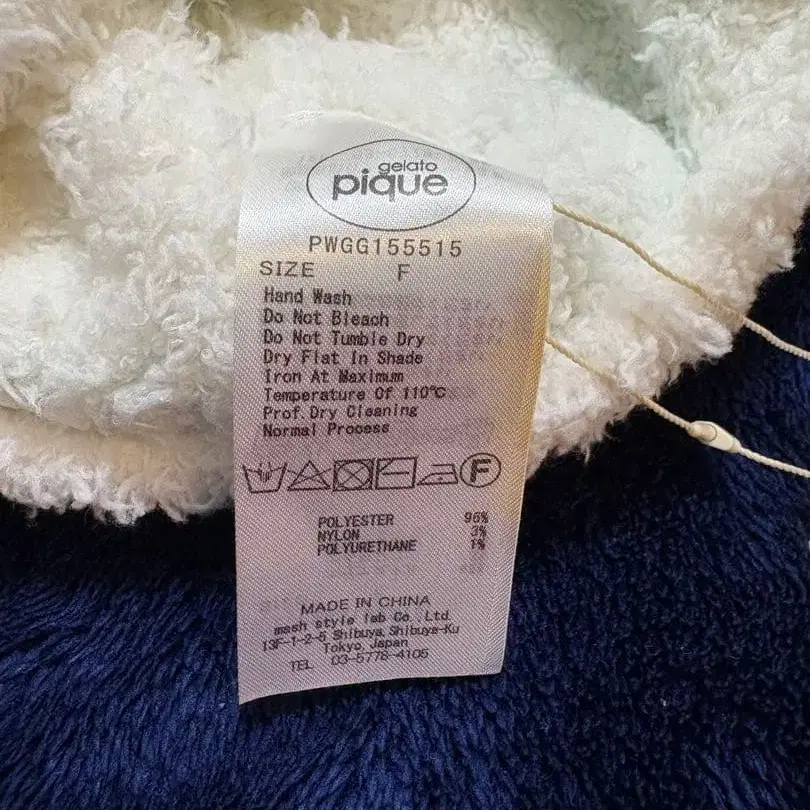 gelato
pique
PWGG155515
SIZE F
Hand Wash
Do Not Bleach
Do Not Tumble Dry
Dry Flat In Shade
Iron At Maximum
Temperature Of 110℃
Prof.Dry Cleaning
Normal Process
F
POLYESTER 96%
NYLON 3%
POLYURETHANE 1%
MADE IN CHINA
mash style lab Co., Ltd.
13F-1-2-5 Shibuya, Shibuya-Ku
Tokyo, Japan
TEL 03-5778-4105